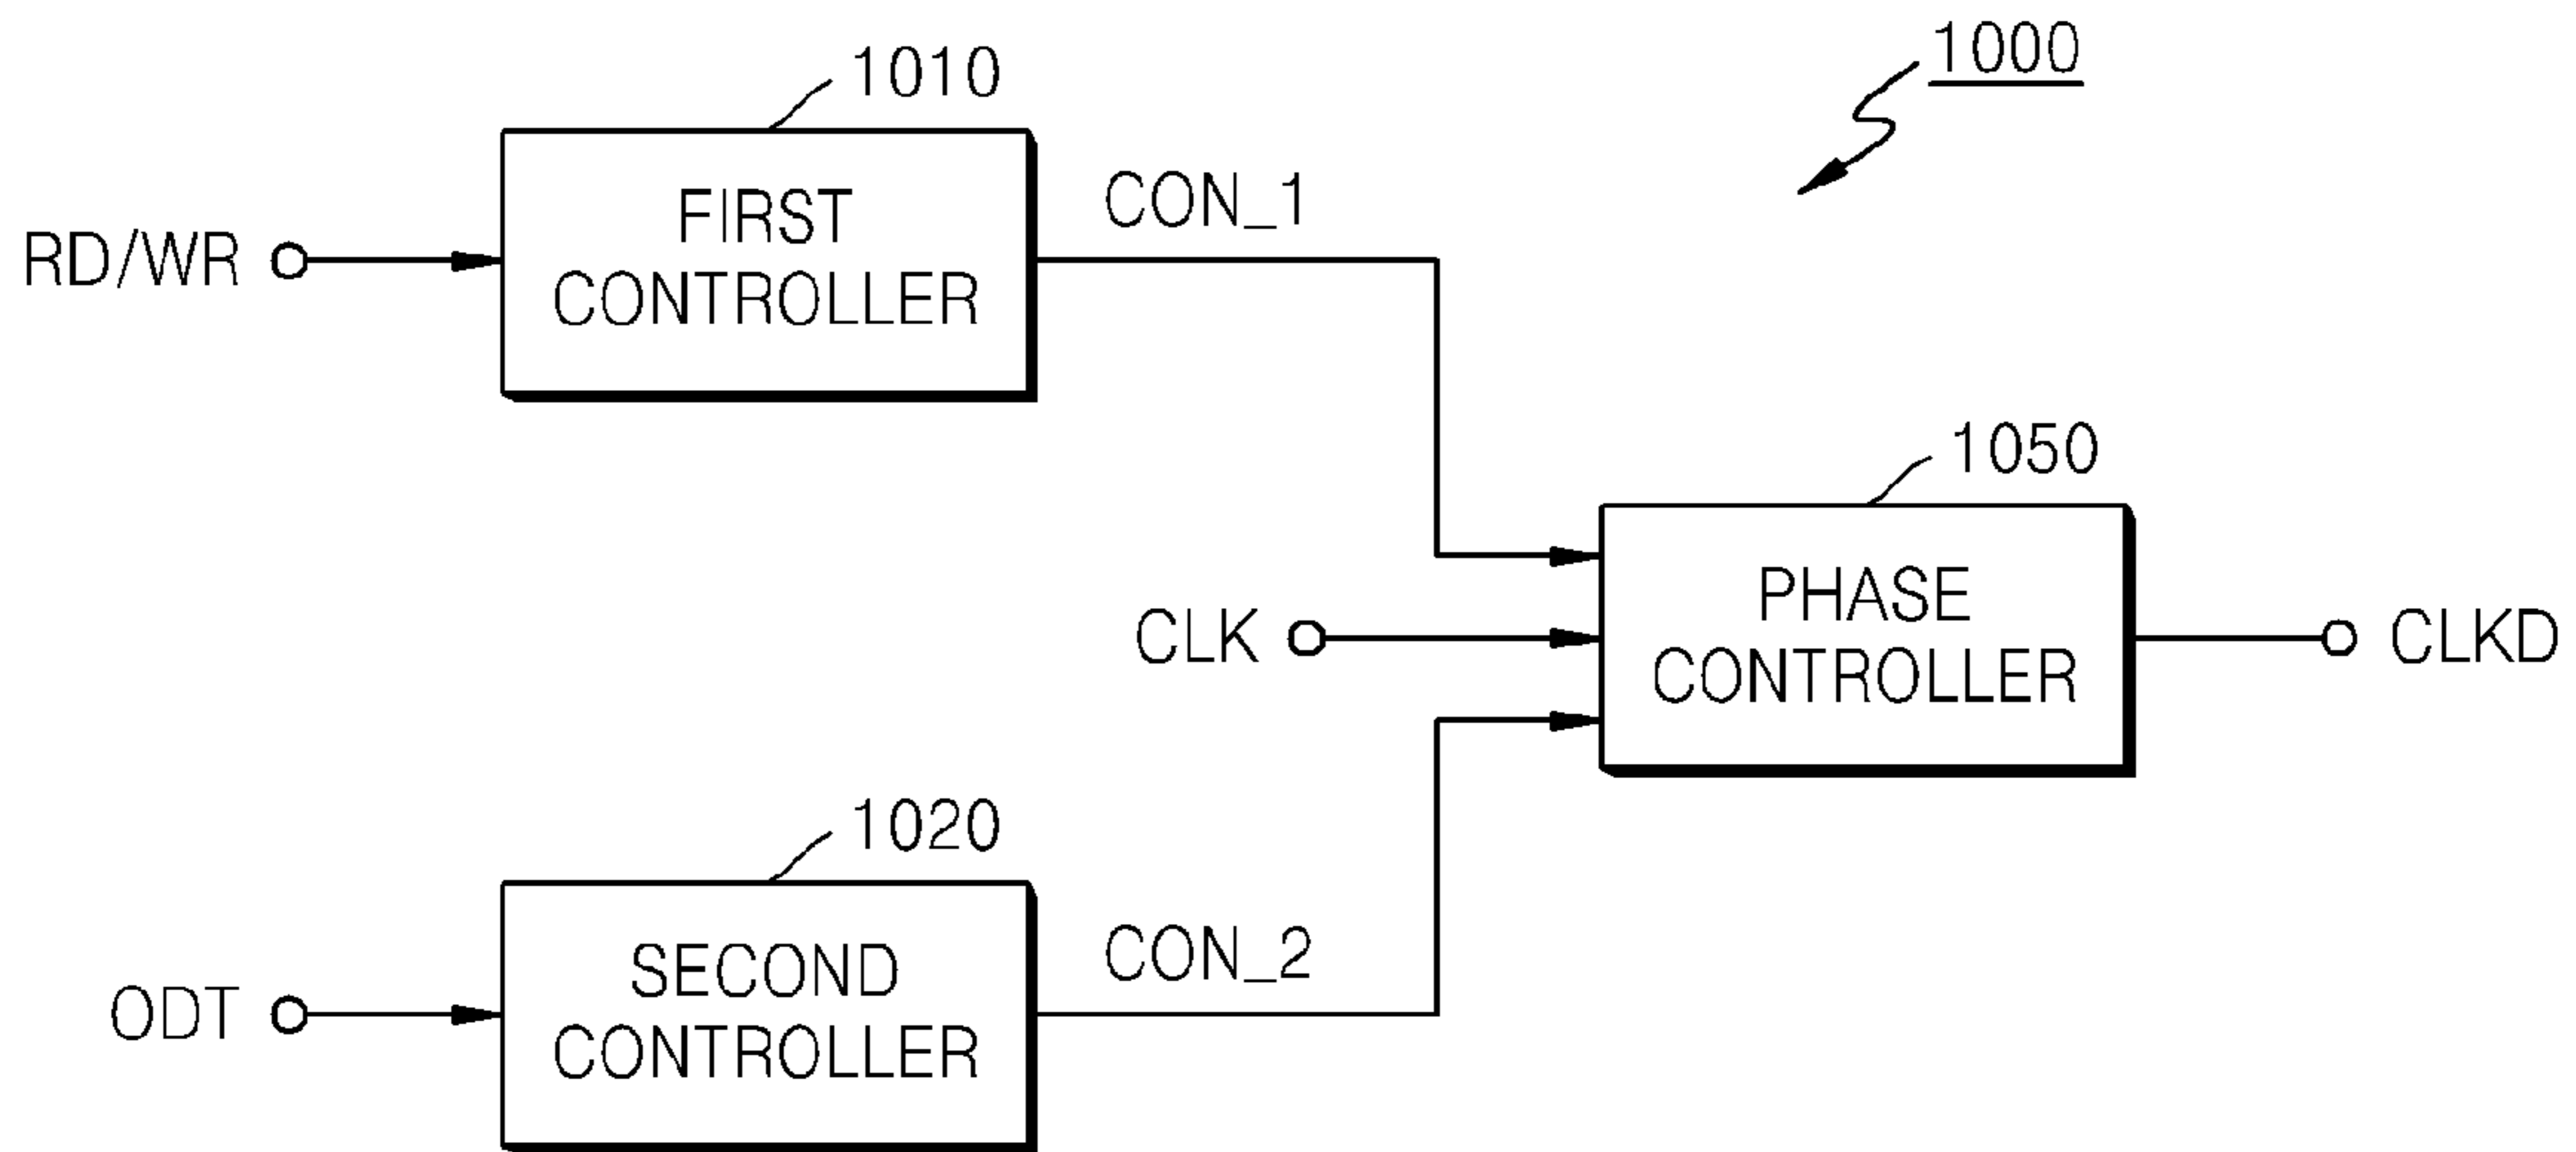 1000
1010
FIRST
CONTROLLER
CON_1
RD/WR
1050
PHASE
CONTROLLER
CLK
CLKD
1020
SECOND
CONTROLLER
CON_2
ODT